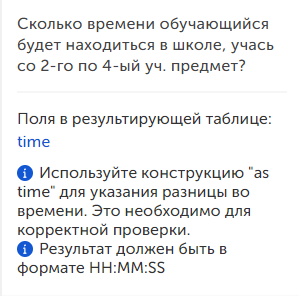 Сколько времени обучающийся
будет находиться в школе, учась
со 2-го по 4-ый уч. предмет?
Поля в результирующей таблице:
time
Используйте конструкцию "as
time" для указания разницы во
времени. Это необходимо для
корректной проверки.
Результат должен быть в
формате HH:MM:SS